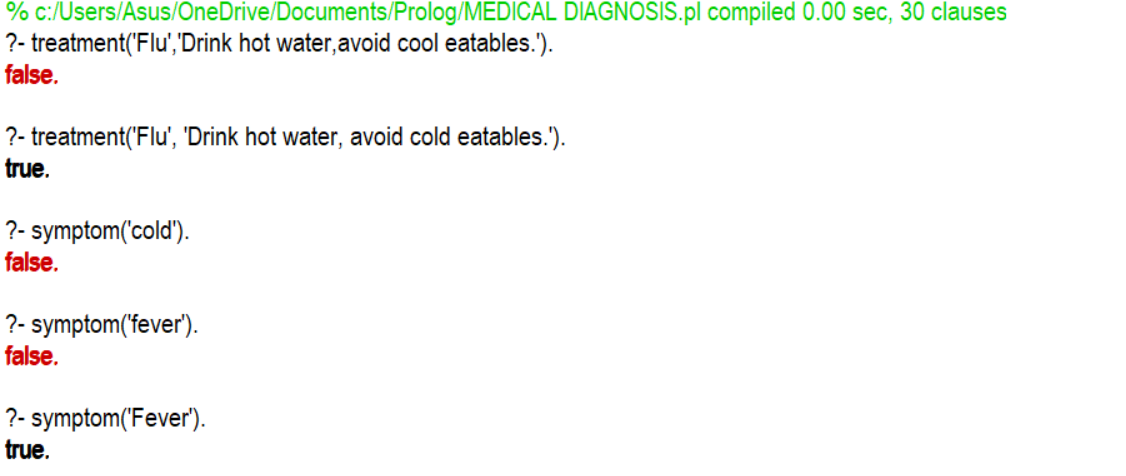 % c:/Users/Asus/OneDrive/Documents/Prolog/MEDICAL DIAGNOSIS.pl compiled 0.00 sec, 30 clauses
?- treatment('Flu','Drink hot water,avoid cool eatables.').
false.
?- treatment('Flu', 'Drink hot water, avoid cold eatables.').
true.
?- symptom('cold').
false.
?- symptom('fever').
false.
?- symptom('Fever').
true.